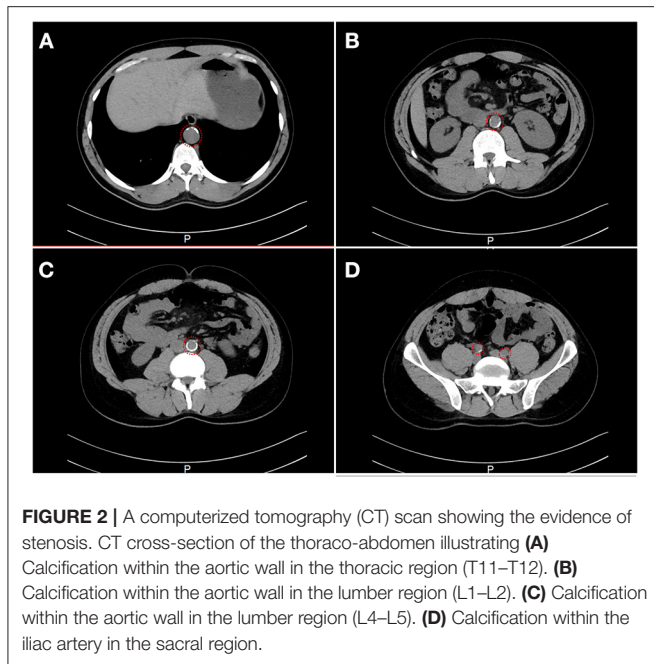 A
B
P
P
C
D
P
P
FIGURE 2 | A computerized tomography (CT) scan showing the evidence of
stenosis. CT cross-section of the thoraco-abdomen illustrating (A)
Calcification within the aortic wall in the thoracic region (T11–T12). (B)
Calcification within the aortic wall in the lumber region (L1–L2). (C) Calcification
within the aortic wall in the lumber region (L4–L5). (D) Calcification within the
iliac artery in the sacral region.